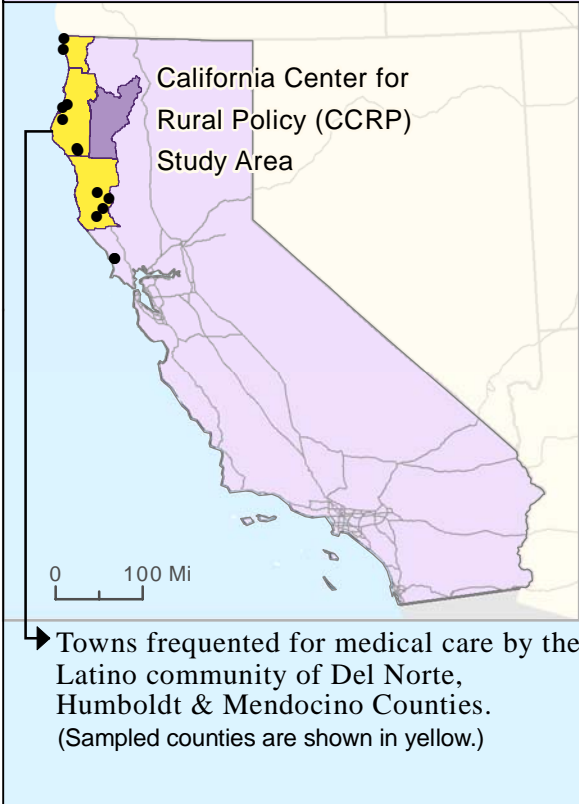 California Center for
Rural Policy (CCRP)
Study Area
0 100 Mi
Towns frequented for medical care by the
Latino community of Del Norte,
Humboldt & Mendocino Counties.
(Sampled counties are shown in yellow.)